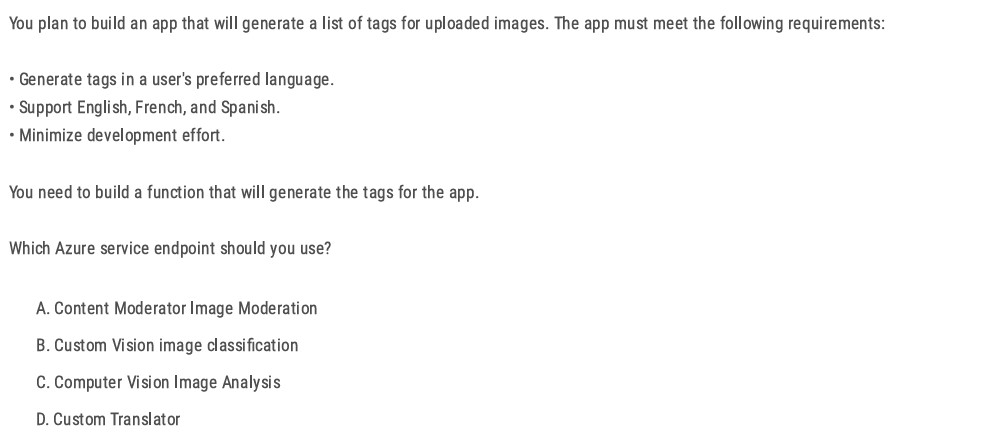 You plan to build an app that will generate a list of tags for uploaded images. The app must meet the following requirements:
• Generate tags in a user's preferred language.
• Support English, French, and Spanish.
• Minimize development effort.
You need to build a function that will generate the tags for the app.
Which Azure service endpoint should you use?
A. Content Moderator Image Moderation
B. Custom Vision image classification
C. Computer Vision Image Analysis
D. Custom Translator